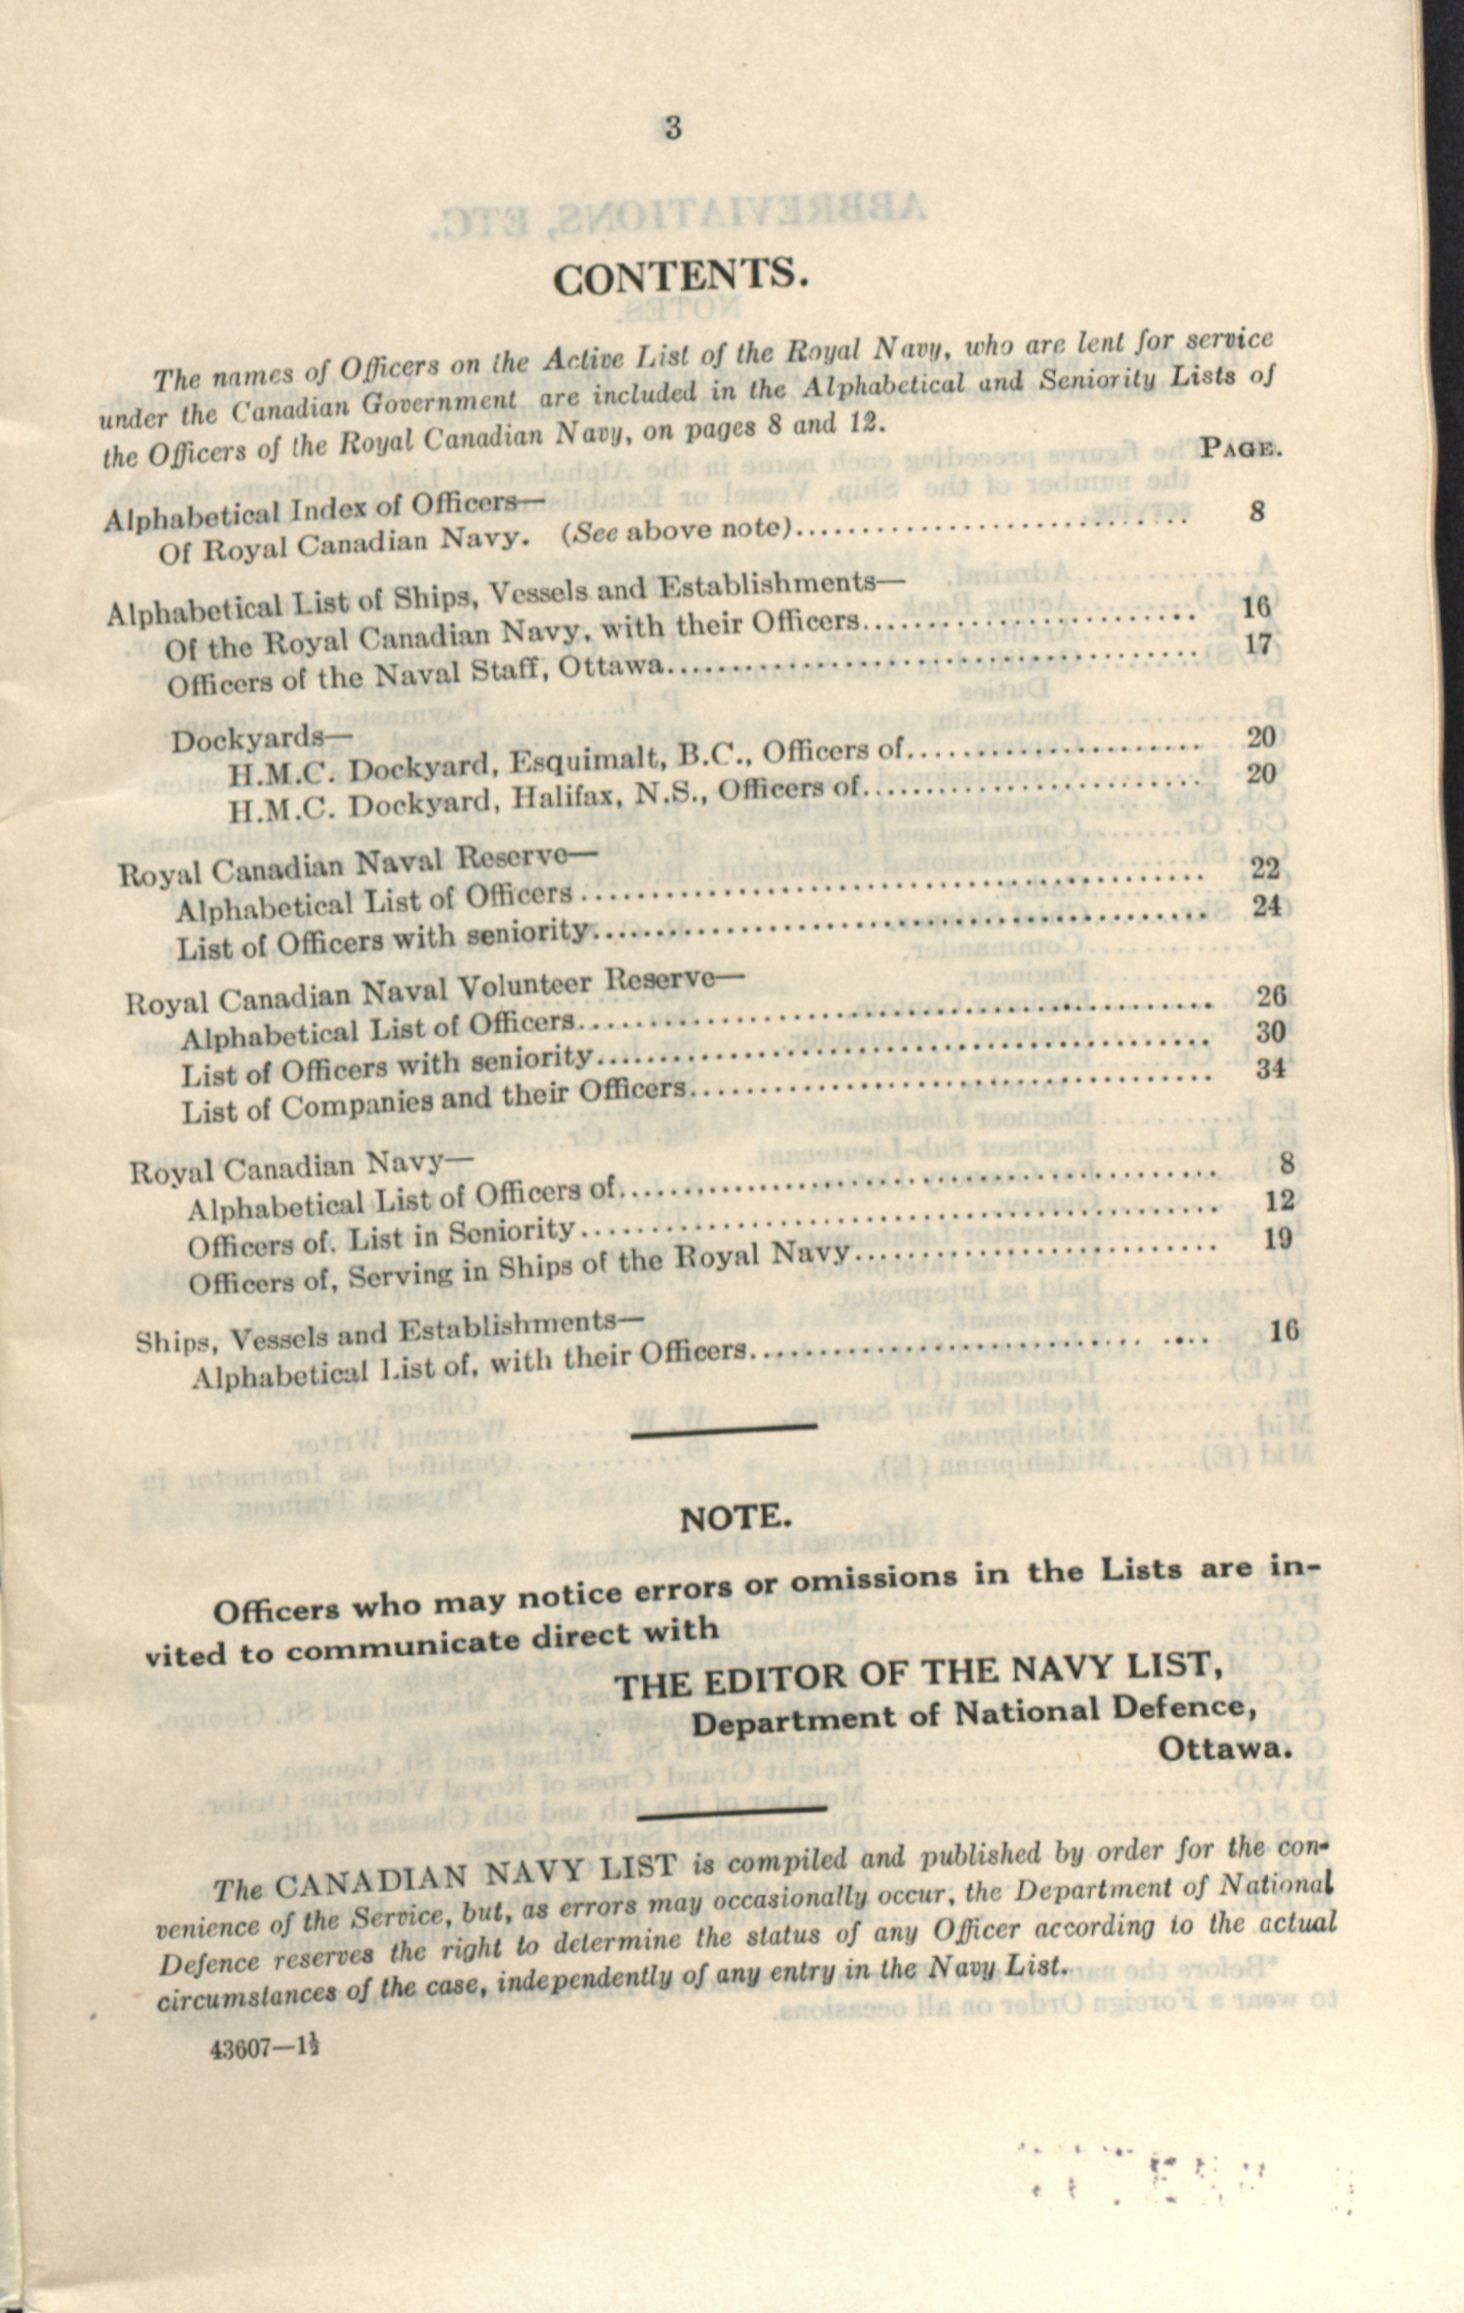 3
CONTENTS.
The names of Officers on the Active List of the Royal Navy, who are lent for service
under the Canadian Government are included in the Alphabetical and Seniority Lists of
the Officers of the Royal Canadian Navy, on pages 8 and 12.
PAGE.
Alphabetical Index of Officers—
Of Royal Canadian Navy. (See above note)............................ 8
Alphabetical List of Ships, Vessels and Establishments—
Of the Royal Canadian Navy, with their Officers........................ 16
Officers of the Naval Staff, Ottawa...................................... 17
Dockyards—
H.M.C. Dockyard, Esquimalt, B.C., Officers of..................... 20
H.M.C. Dockyard, Halifax, N.S., Officers of......................... 20
Royal Canadian Naval Reserve—
Alphabetical List of Officers............................................ 22
List of Officers with seniority........................................... 24
Royal Canadian Naval Volunteer Reserve—
Alphabetical List of Officers............................................. 26
List of Officers with seniority........................................... 30
List of Companies and their Officers..................................... 34
Royal Canadian Navy—
Alphabetical List of Officers of.......................................... 8
Officers of, List in Seniority............................................. 12
Officers of, Serving in Ships of the Royal Navy.......................... 19
Ships, Vessels and Establishments—
Alphabetical List of, with their Officers............................ .... 16
NOTE.
Officers who may notice errors or omissions in the Lists are in-
vited to communicate direct with
THE EDITOR OF THE NAVY LIST,
Department of National Defence,
Ottawa.
The CANADIAN NAVY LIST is compiled and published by order for the con-
venience of the Service, but, as errors may occasionally occur, the Department of National
Defence reserves the right to determine the status of any Officer according to the actual
circumstances of the case, independently of any entry in the Navy List.
43607—1½